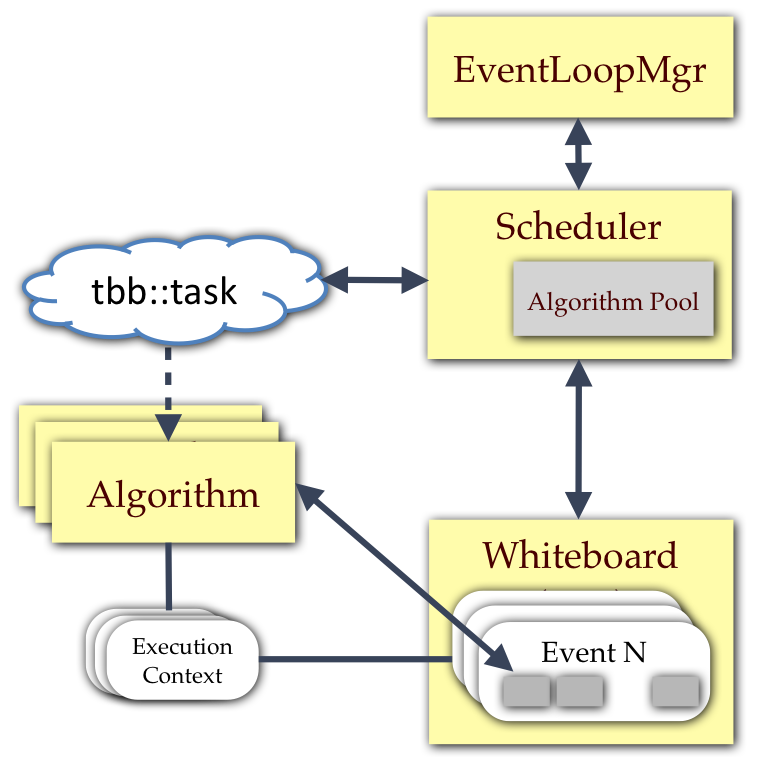 EventLoopMgr
Scheduler
Algorithm Pool
tbb::task
Algorithm
Whiteboard
Execution
Context
Event N